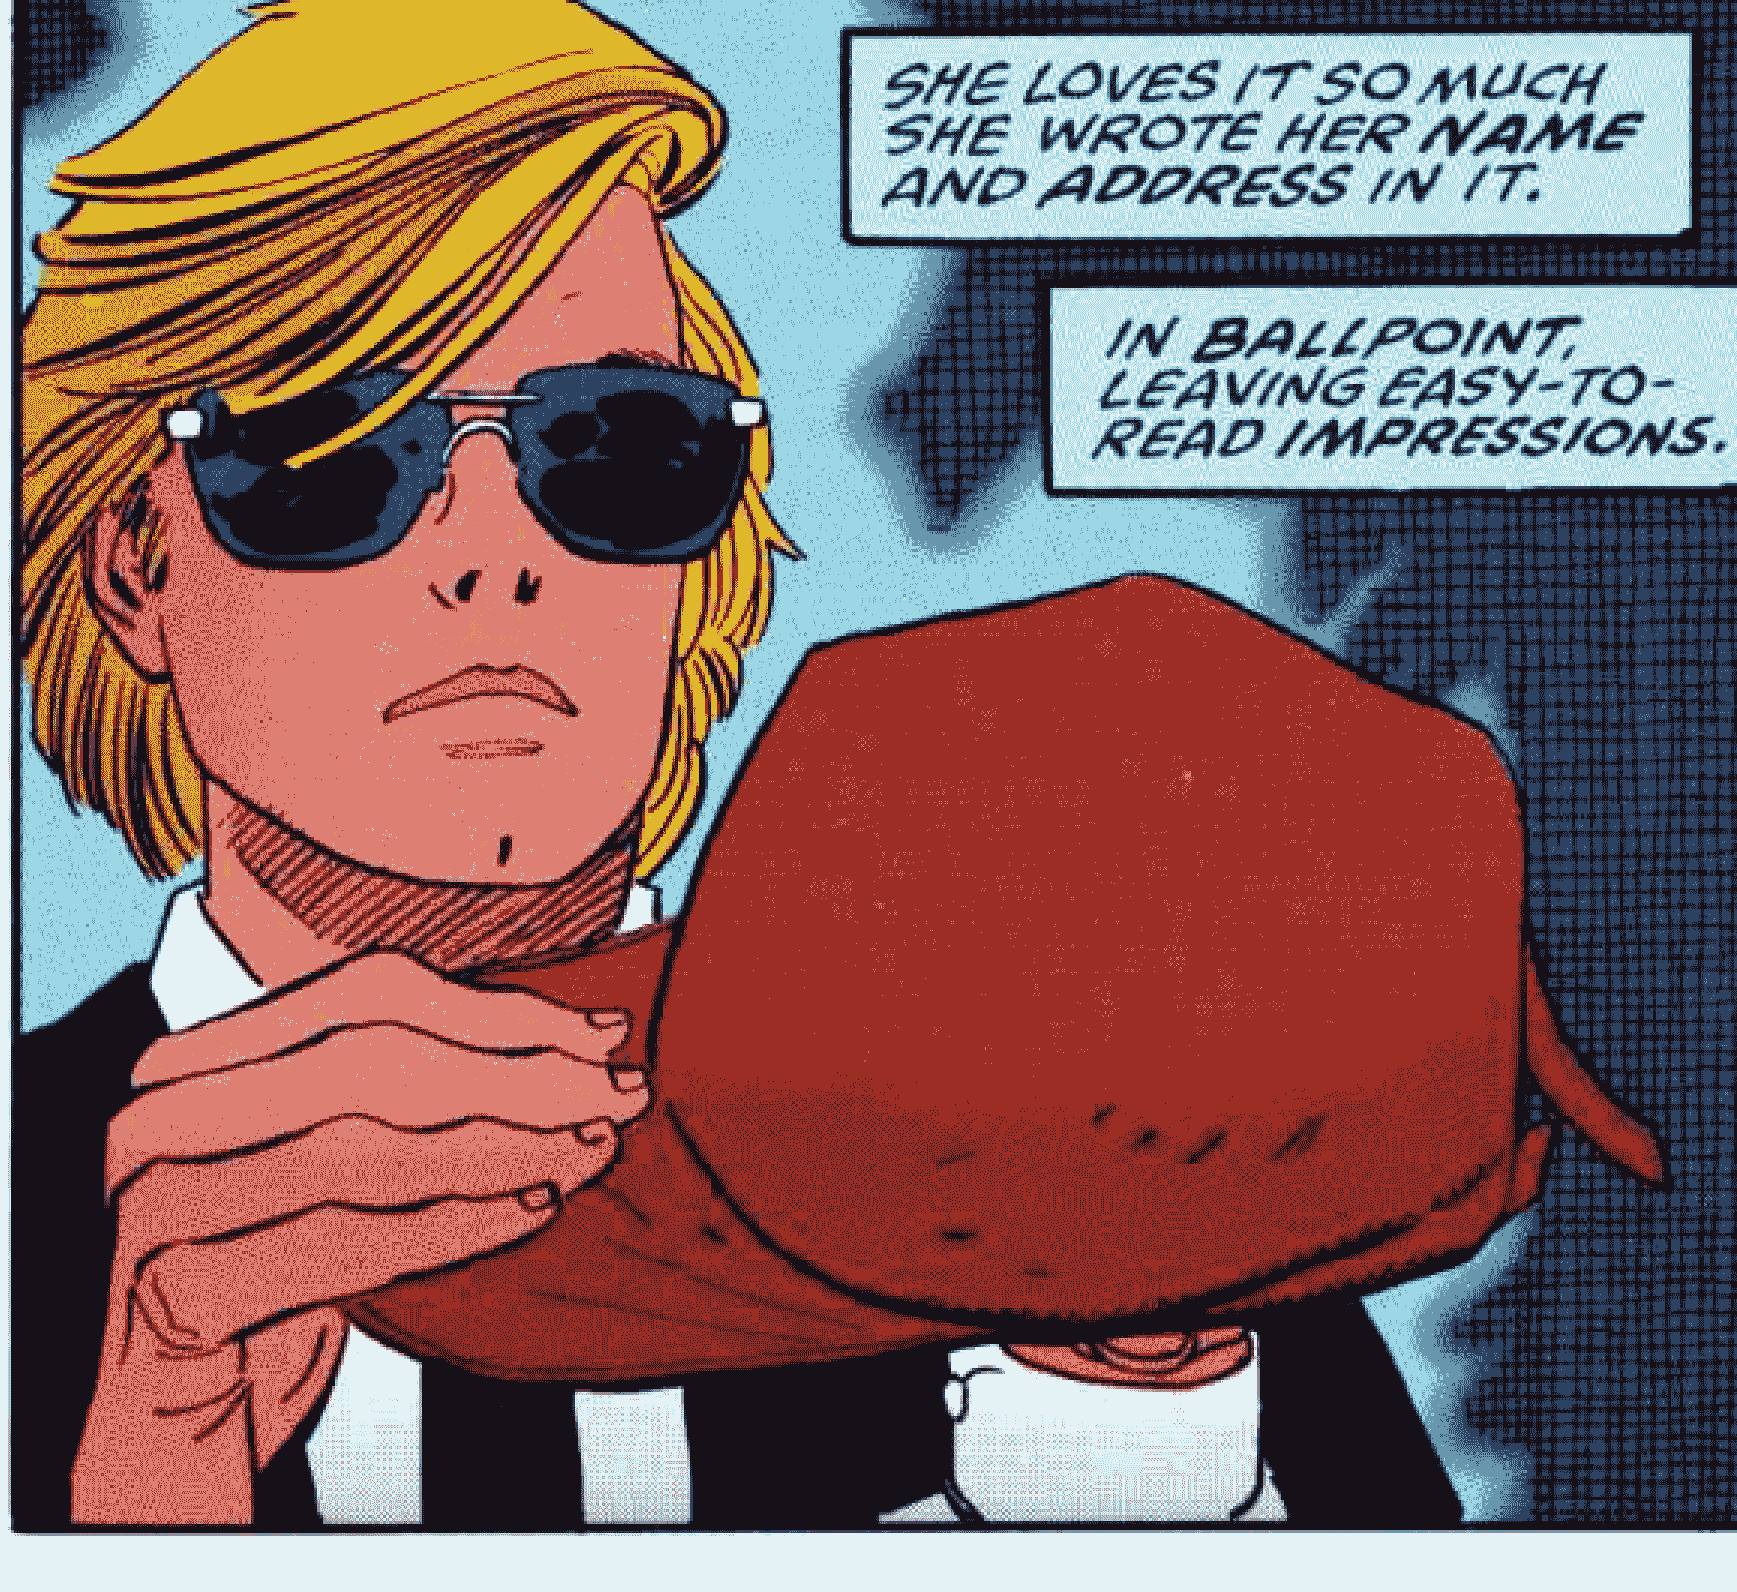 SHE LOVES IT SO MUCH
SHE WROTE HER NAME
AND ADDRESS IN IT.
IN BALLPOINT,
LEAVING EASY-TO-
READ IMPRESSIONS.